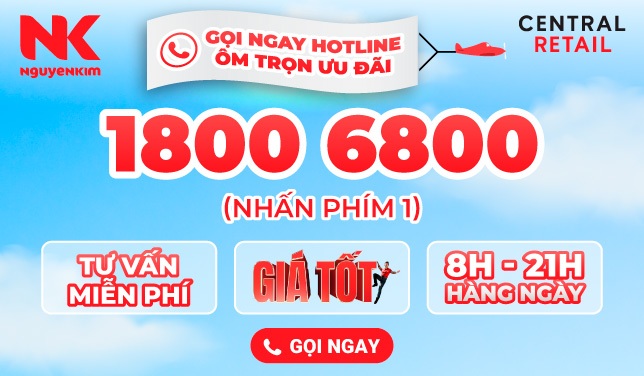 NK
NGUYENKIM
GỌI NGAY HOTLINE
ÔM TRỌN ƯU ĐÃI
CENTRAL
RETAIL
1800 6800
(NHẤN PHÍM 1)
TƯ VẤN
MIỄN PHÍ
GIÁ TỐT
8H - 21H
HÀNG NGÀY
GỌI NGAY